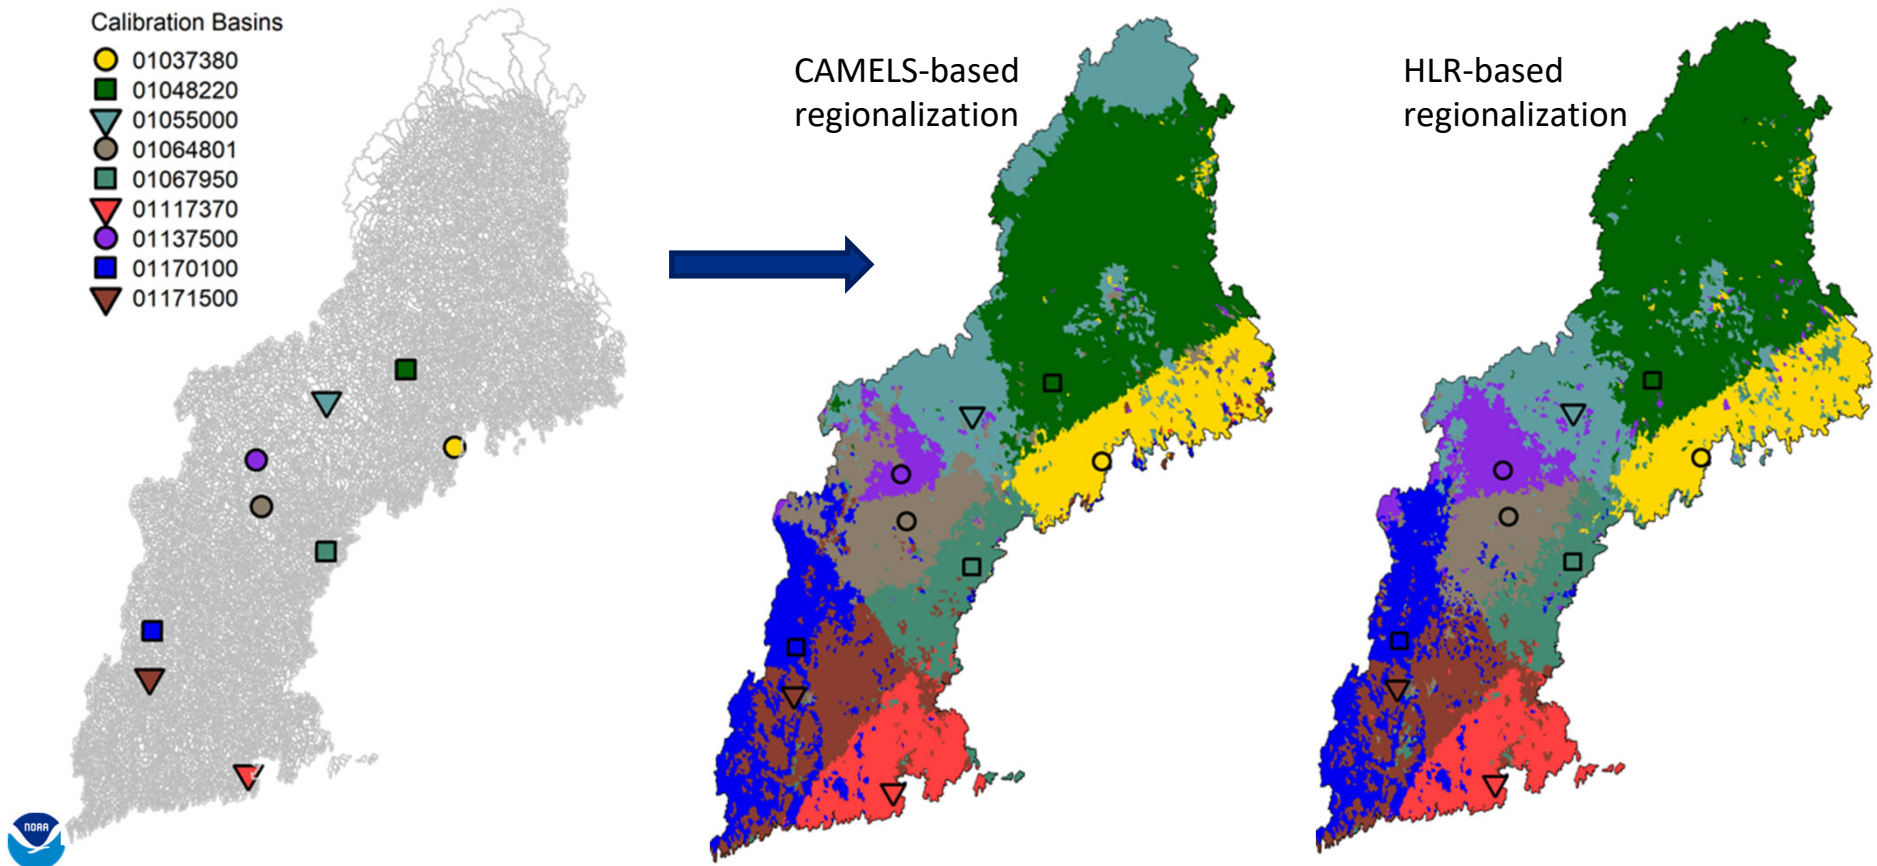 Calibration Basins
01037380
01048220
01055000
01064801
01067950
01117370
01137500
01170100
01171500
CAMELS-based
regionalization
HLR-based
regionalization
NOAA